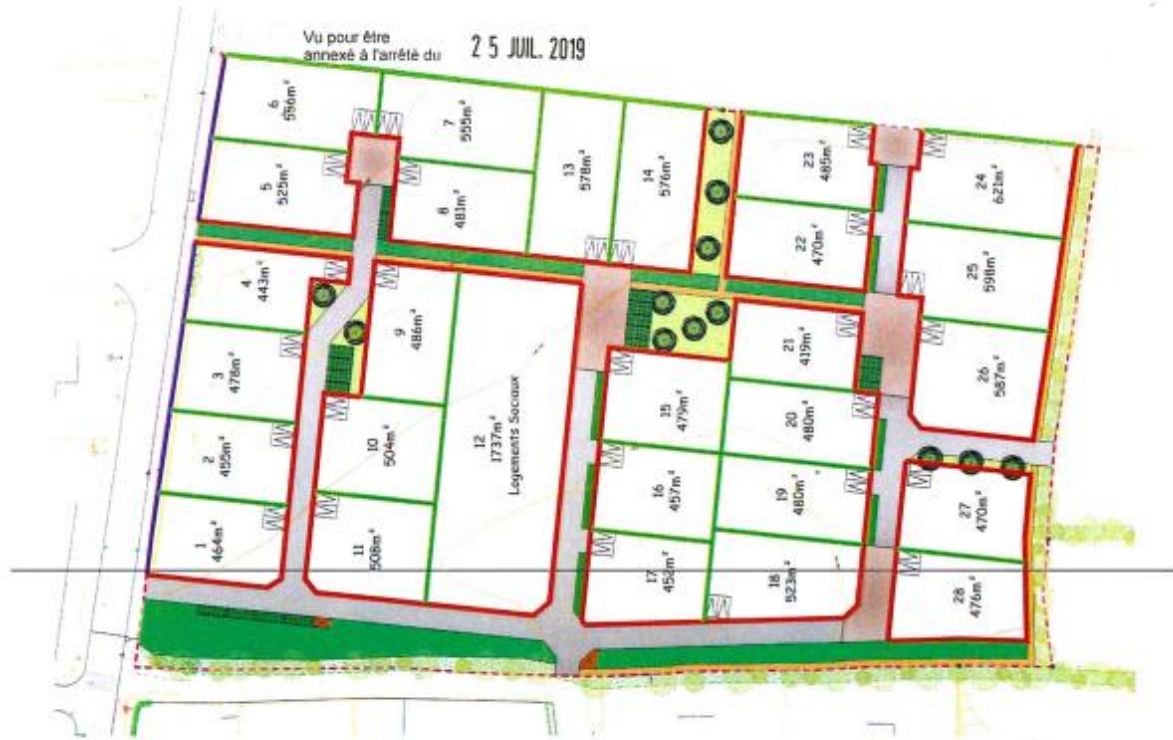 Vu pour être
annexé à l'arrêté du
25 JUIL. 2019
6
556m²
7
555m²
5
525m²
8
481m²
13
578m²
14
576m²
23
485m²
24
621m²
22
470m²
25
598m²
4
443m²
9
486m²
3
478m²
21
419m²
26
587m²
2
455m²
10
504m²
12
1737m²
Logements Sociaux
15
479m²
20
480m²
1
464m²
11
508m²
16
457m²
19
480m²
27
470m²
17
452m²
18
523m²
28
476m²